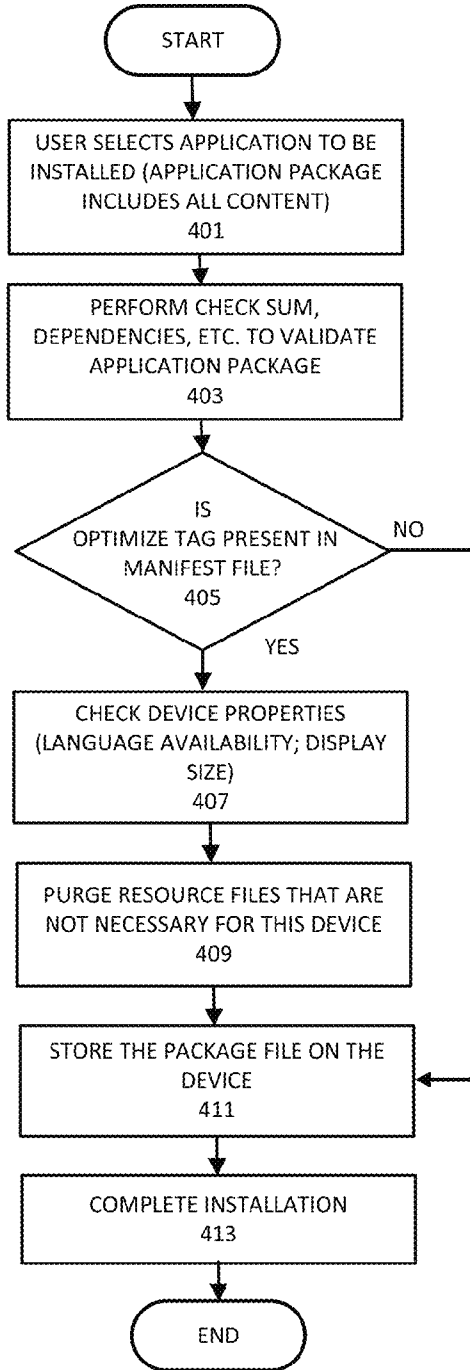 START
USER SELECTS APPLICATION TO BE
INSTALLED (APPLICATION PACKAGE
INCLUDES ALL CONTENT)
401
PERFORM CHECK SUM,
DEPENDENCIES, ETC. TO VALIDATE
APPLICATION PACKAGE
403
IS
OPTIMIZE TAG PRESENT IN
MANIFEST FILE?
405
NO
YES
CHECK DEVICE PROPERTIES
(LANGUAGE AVAILABILITY; DISPLAY
SIZE)
407
PURGE RESOURCE FILES THAT ARE
NOT NECESSARY FOR THIS DEVICE
409
STORE THE PACKAGE FILE ON THE
DEVICE
411
COMPLETE INSTALLATION
413
END